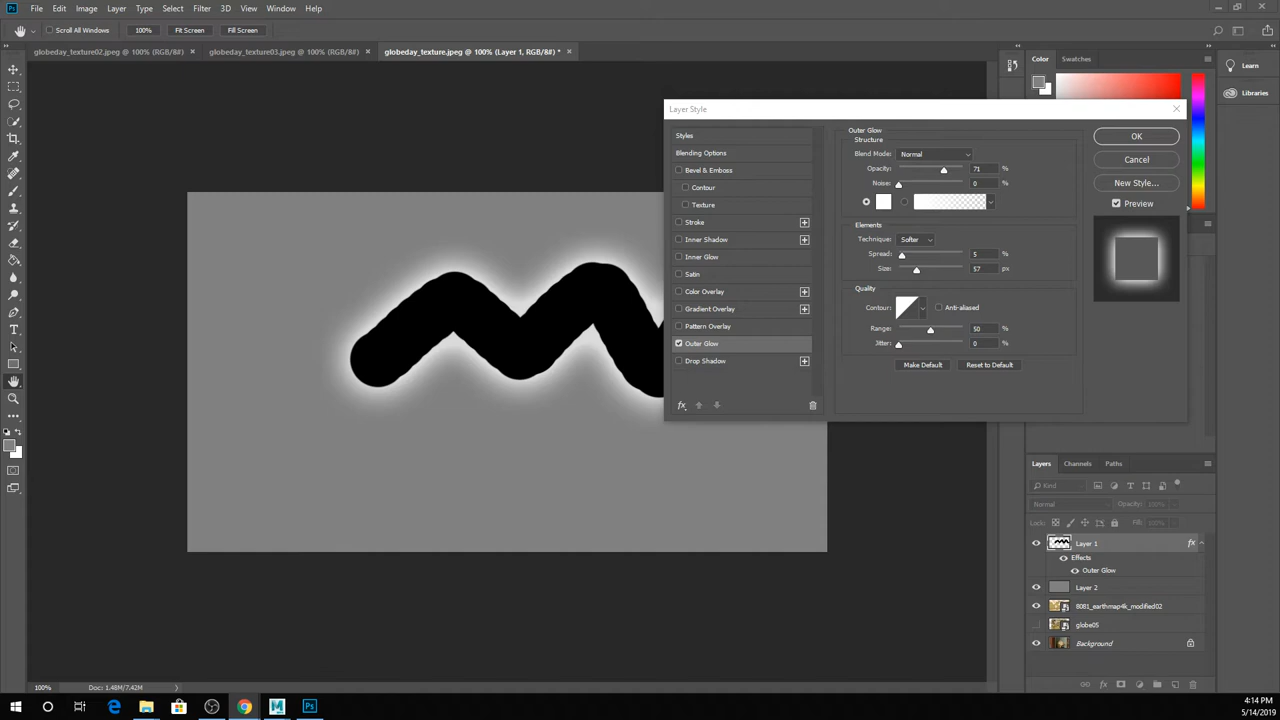 Ps File Edit Image Layer Type Select Filter 3D View Window Help
Scroll All Windows 100% Fit Screen Fill Screen
globeday_texture02.jpeg @ 100% (RGB/8#) × globeday_texture03.jpeg @ 100% (RGB/8#) × globeday_texture.jpeg @ 100% (Layer 1, RGB/8#) * ×
Color Swatches
Learn
Libraries
Layer Style
Styles
Blending Options
Bevel & Emboss
Contour
Texture
Stroke
Inner Shadow
Inner Glow
Satin
Color Overlay
Gradient Overlay
Pattern Overlay
Outer Glow
Drop Shadow
fx
Outer Glow
Structure
Blend Mode: Normal
Opacity: 71 %
Noise: 0 %
Elements
Technique: Softer
Spread: 5 %
Size: 57 px
Quality
Contour: Anti-aliased
Range: 50 %
Jitter: 0 %
Make Default Reset to Default
OK
Cancel
New Style...
Preview
Layers Channels Paths
Kind
Normal Opacity: 100%
Lock: Fill: 100%
Layer 1 fx
Effects
Outer Glow
Layer 2
8081_earthmap4k_modified02
globe05
Background
fx
100% Doc: 1.48M/7.42M
Ps
4:14 PM
5/14/2019